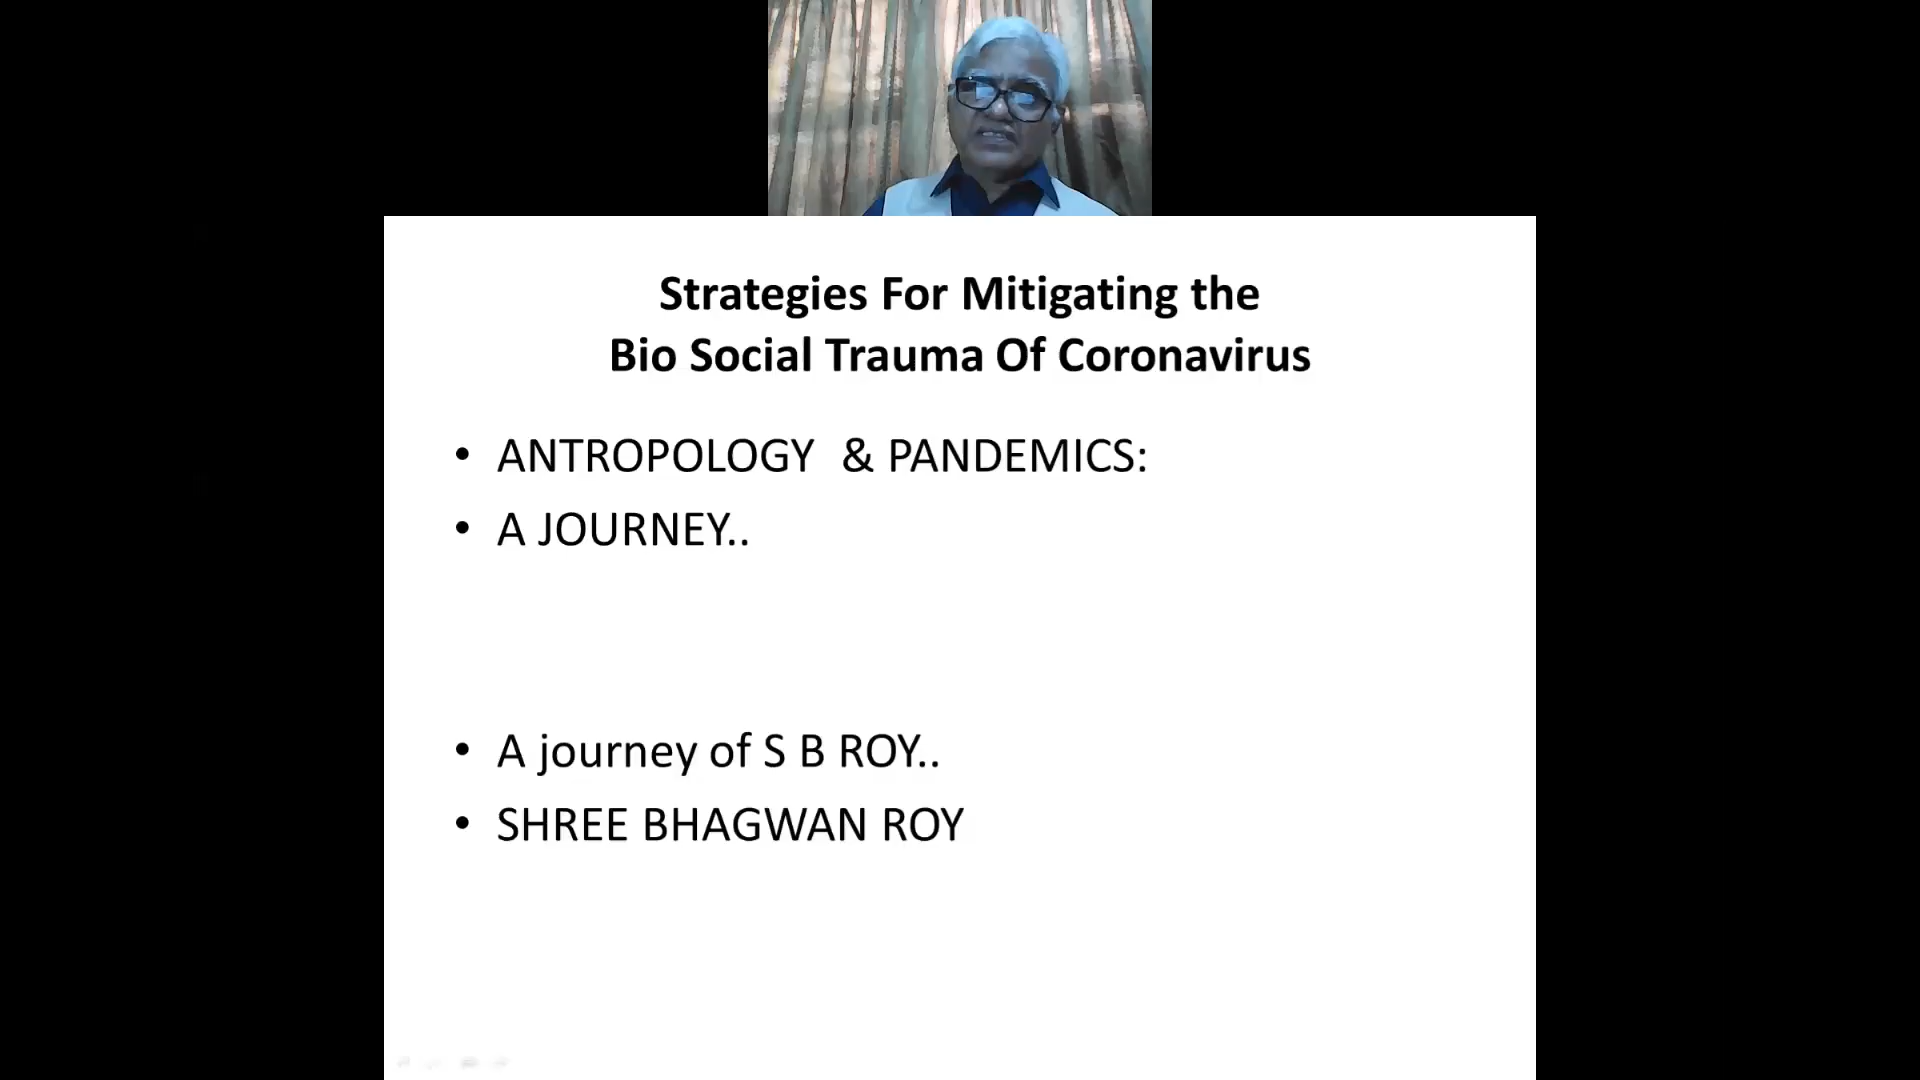 Strategies For Mitigating the
Bio Social Trauma Of Coronavirus
• ANTROPOLOGY & PANDEMICS:
• A JOURNEY..
• A journey of S B ROY..
• SHREE BHAGWAN ROY